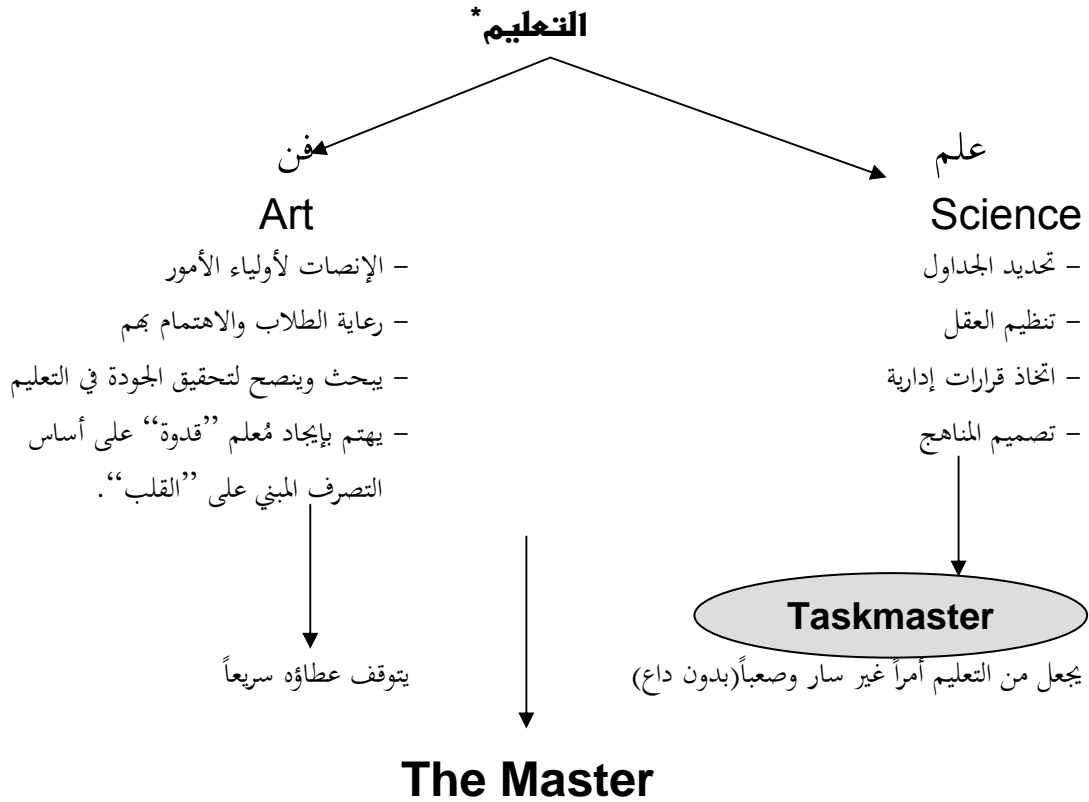 التعليم*
علم
Science
– تحديد الجداول
– تنظيم العقل
– اتخاذ قرارات إدارية
– تصميم المناهج
Taskmaster
يجعل من التعليم أمراً غير سار وصعباً(بدون داع)
فن
Art
– الإنصات لأولياء الأمور
– رعاية الطلاب والاهتمام بهم
– يبحث وينصح لتحقيق الجودة في التعليم
– يهتم بإيجاد مُعلم ‘‘قدوة’’ على أساس
التصرف المبني على ‘‘القلب’’.
يتوقف عطاؤه سريعاً
The Master